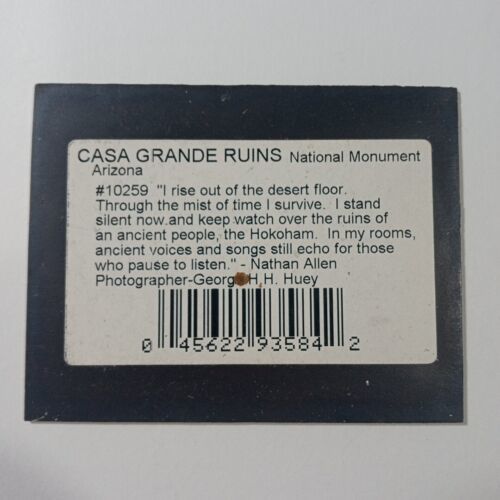 CASA GRANDE RUINS National Monument
Arizona
#10259 "I rise out of the desert floor.
Through the mist of time I survive. I stand
silent now and keep watch over the ruins of
an ancient people, the Hokoham. In my rooms,
ancient voices and songs still echo for those
who pause to listen." - Nathan Allen
Photographer-George H.H. Huey
0 45622 93584 2